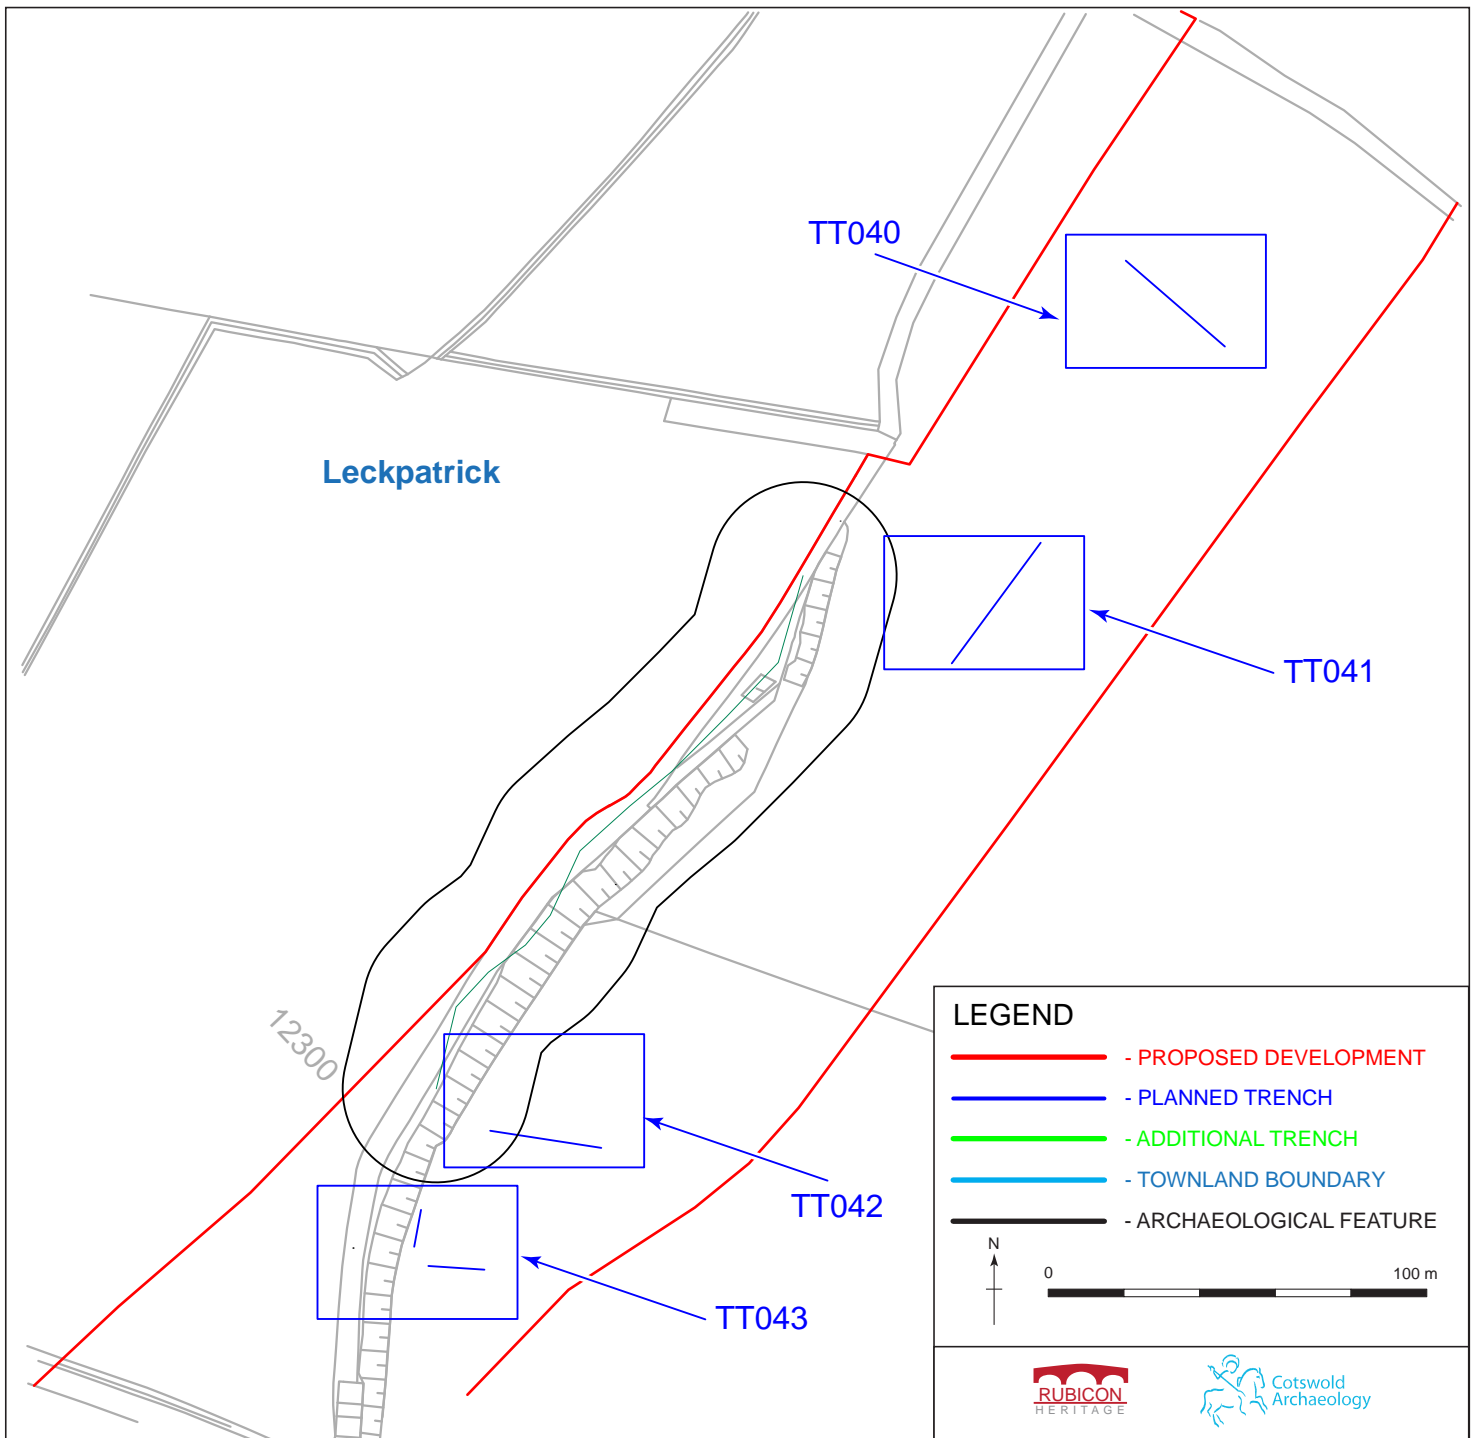 TT040
Leckpatrick
TT041
12300
TT042
TT043
LEGEND
- PROPOSED DEVELOPMENT
- PLANNED TRENCH
- ADDITIONAL TRENCH
- TOWNLAND BOUNDARY
- ARCHAEOLOGICAL FEATURE
N
0 100 m
RUBICON
HERITAGE
Cotswold
Archaeology